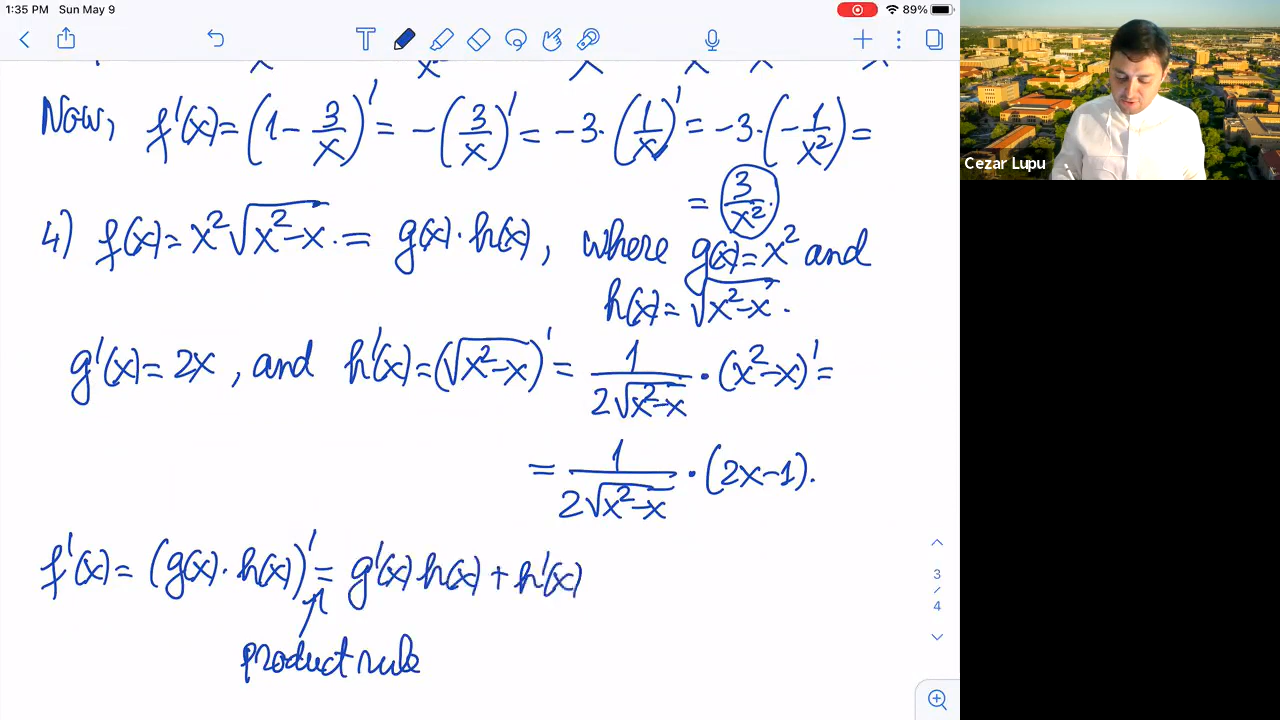 1:35 PM Sun May 9
89%
Cezar Lupu
Now, f'(x) = (1 - 3/x)' = -(3/x)' = -3·(1/x)' = -3·(-1/x²) =
= 3/x².
4) f(x) = x²√(x²-x). = g(x)·h(x), where g(x) = x² and
h(x) = √(x²-x).
g'(x) = 2x, and h'(x) = (√(x²-x))' = 1/(2√(x²-x)) · (x²-x)' =
= 1/(2√(x²-x)) · (2x-1).
f'(x) = (g(x)·h(x))' = g'(x) h(x) + h'(x)
product rule
3
/
4